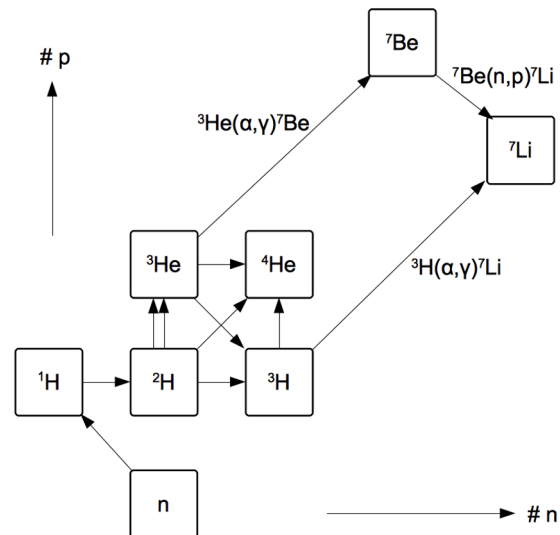 ⁷Be
# p
⁷Be(n,p)⁷Li
³He(α,γ)⁷Be
⁷Li
³He
⁴He
³H(α,γ)⁷Li
¹H
²H
³H
n
# n